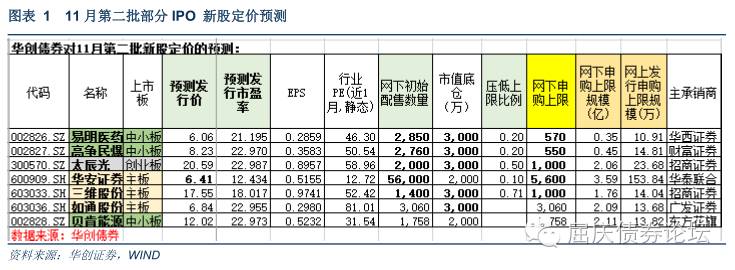 图表 1 11 月第二批部分 IPO 新股定价预测
华创债券对11月第二批新股定价的预测:
代码 名称 上市板 预测发行价 预测发行市盈率 EPS 行业PE(近1月,静态) 网下初始配售数量 市值底仓(万) 压低上限比例 网下申购上限 网下申购上限规模(亿) 网上发行申购上限规模(万) 主承销商
002826.SZ 易明医药 中小板 6.06 21.195 0.2859 46.30 2,850 3,000 0.20 570 0.35 10.91 华西证券
002827.SZ 高争民爆 中小板 8.23 22.970 0.3583 50.54 2,760 3,000 0.20 550 0.45 14.81 财富证券
300570.SZ 太辰光 创业板 20.59 22.987 0.8957 58.96 2,000 3,000 0.50 1,000 2.06 23.68 招商证券
600909.SH 华安证券 主板 6.41 12.434 0.5155 12.72 56,000 2,000 0.10 5,600 3.59 153.84 华泰联合
603033.SH 三维股份 主板 17.55 18.017 0.9741 52.42 1,400 3,000 0.71 1,000 1.76 14.04 招商证券
603036.SH 如通股份 主板 6.84 22.955 0.2980 81.01 3,060 3,000 3,060 2.09 13.68 广发证券
002828.SZ 贝肯能源 中小板 12.02 22.973 0.5232 31.54 1,758 2,000 758 2.11 13.82 东方花旗
数据来源:华创债券
屈庆债券论坛
资料来源:华创证券,WIND